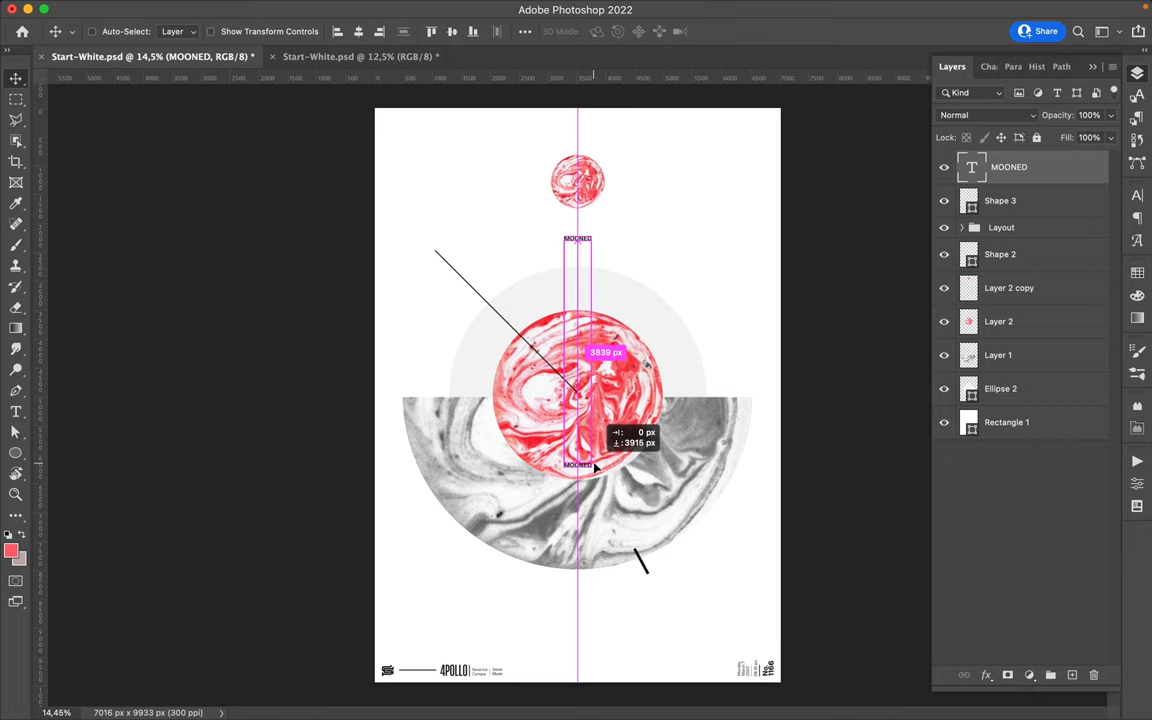 Adobe Photoshop 2022
Auto-Select:
Layer
Show Transform Controls
3D Mode:
Share
Start-White.psd @ 14,5% (MOONED, RGB/8) *
Start-White.psd @ 12,5% (RGB/8) *
Layers
Cha
Para
Hist
Path
Kind
Normal
Opacity: 100%
Lock:
Fill: 100%
MOONED
Shape 3
Layout
Shape 2
Layer 2 copy
Layer 2
Layer 1
Ellipse 2
Rectangle 1
MOONED
3839 px
0 px
3915 px
MOONED
4POLLO
No.
1166
14,45%
7016 px x 9933 px (300 ppi)